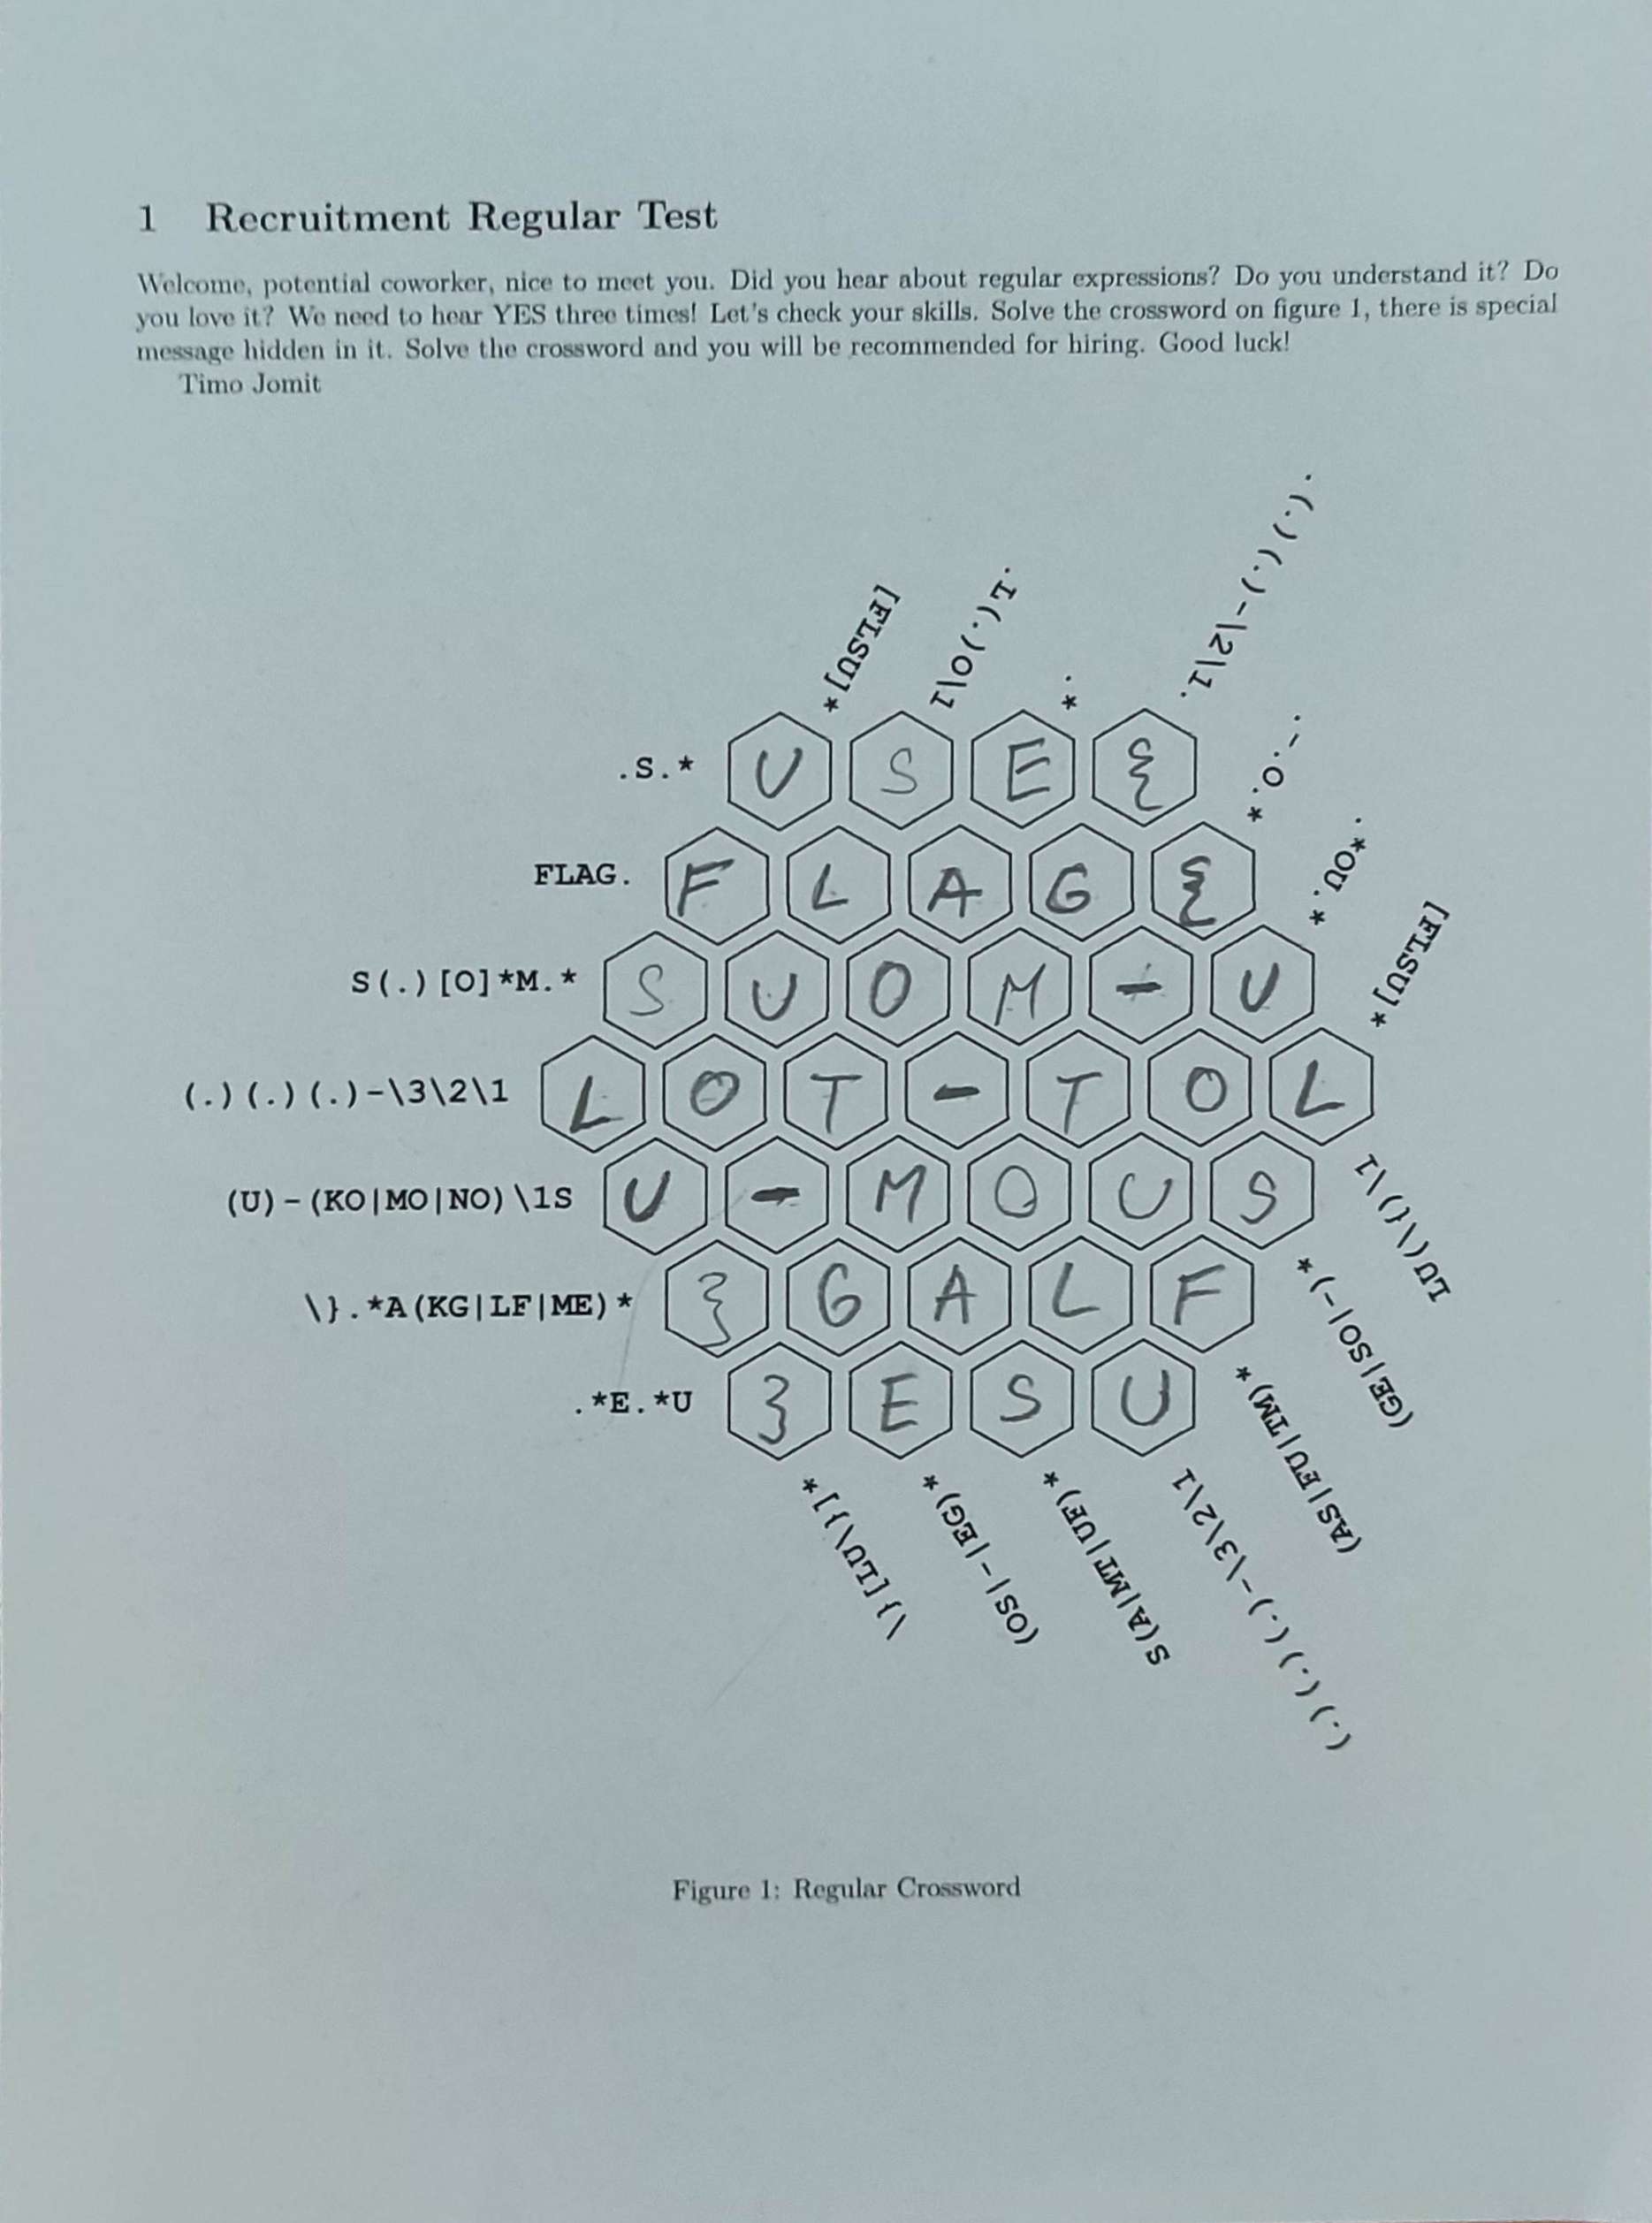 1 Recruitment Regular Test
Welcome, potential coworker, nice to meet you. Did you hear about regular expressions? Do you understand it? Do
you love it? We need to hear YES three times! Let's check your skills. Solve the crossword on figure 1, there is special
message hidden in it. Solve the crossword and you will be recommended for hiring. Good luck!
Timo Jomit
[FLSU]*
.L(.)O\1
.*
.(.)(.)-\2\1.
.-.O.*
.*OU.*
[FLSU]*
.S.* U S E {
FLAG. F L A G {
S(.)[O]*M.* S U O M - U
(.)(.)(.)-\3\2\1 L O T - T O L
(U)-(KO|MO|NO)\1S U - M O U S
\}.*A(KG|LF|ME)* } G A L F
.*E.*U } E S U
LU(\{)\1
(GE|SO|-)*
(AS|FU|TM)*
(.)(.)(.)-\3\2\1
S(A|MT|UE)*
(OS|-|EG)*
\}[LU\}]*
Figure 1: Regular Crossword